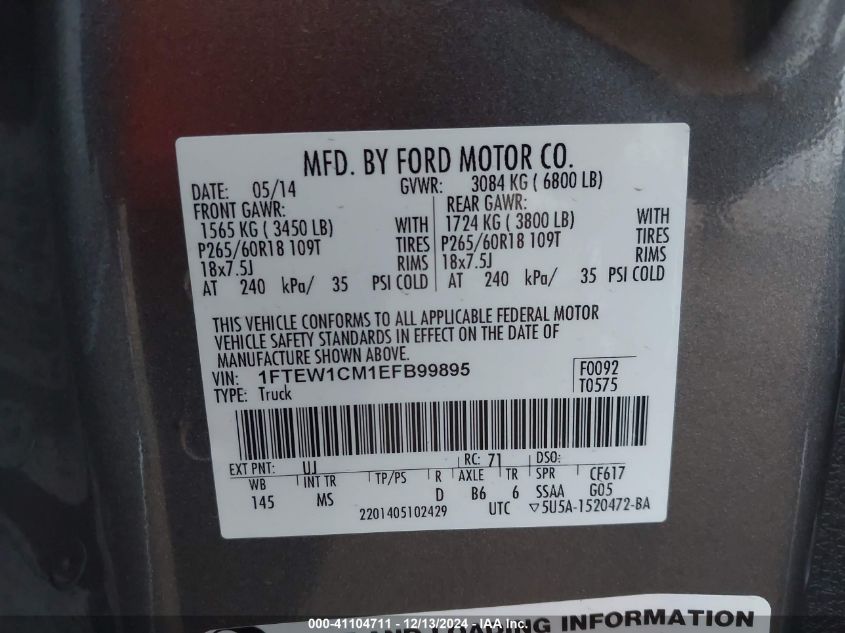 MFD. BY FORD MOTOR CO.
DATE: 05/14 GVWR: 3084 KG ( 6800 LB)
FRONT GAWR: REAR GAWR:
1565 KG ( 3450 LB) WITH 1724 KG ( 3800 LB) WITH
P265/60R18 109T TIRES P265/60R18 109T TIRES
18x7.5J RIMS 18x7.5J RIMS
AT 240 kPa/ 35 PSI COLD AT 240 kPa/ 35 PSI COLD
THIS VEHICLE CONFORMS TO ALL APPLICABLE FEDERAL MOTOR
VEHICLE SAFETY STANDARDS IN EFFECT ON THE DATE OF
MANUFACTURE SHOWN ABOVE.
VIN: 1FTEW1CM1EFB99895 F0092
TYPE: Truck T0575
EXT PNT: UJ RC: 71 DSO:
WB INT TR TP/PS R AXLE TR SPR CF617
145 MS D B6 6 SSAA G05
2201405102429 UTC ▽5U5A-1520472-BA
AND LOADING INFORMATION
000-41104711 - 12/13/2024 - IAA Inc.